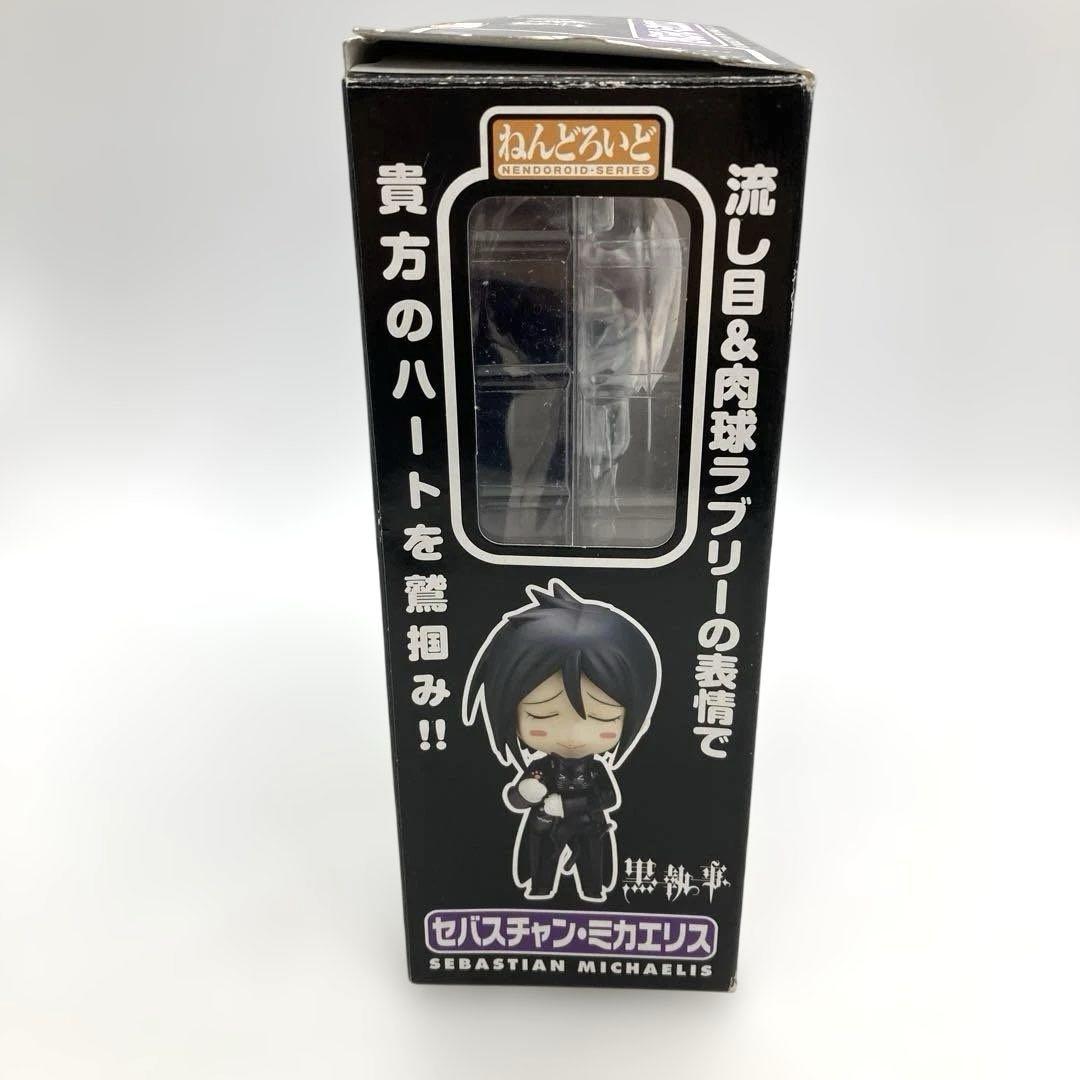 ねんどろいど
NENDOROID-SERIES
流し目&肉球ラブリーの表情で
貴方のハートを鷲掴み!!
黒執事
セバスチャン・ミカエリス
SEBASTIAN MICHAELIS